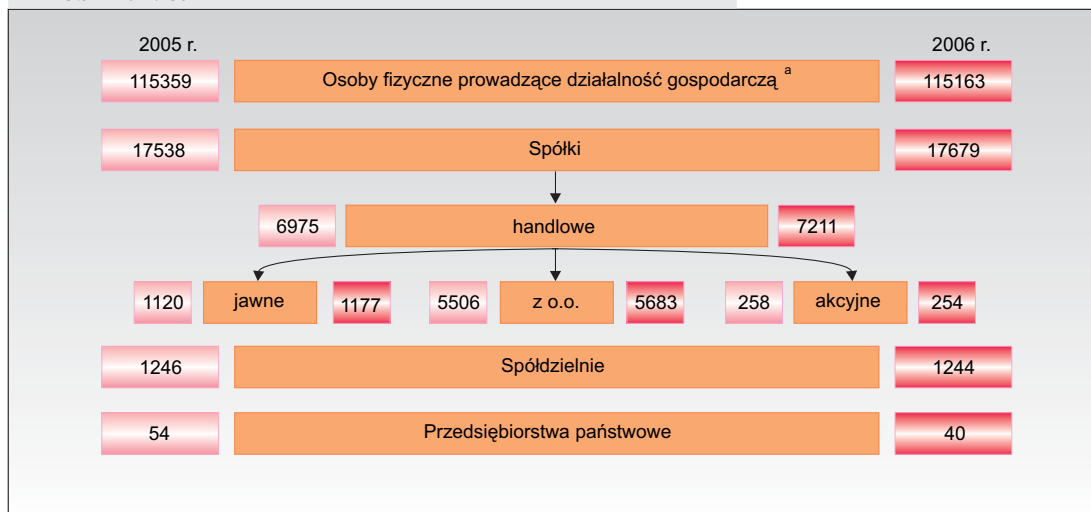 2005 r. 2006 r.
115359 Osoby fizyczne prowadzące działalność gospodarczą a 115163
17538 Spółki 17679
6975 handlowe 7211
1120 jawne 1177 5506 z o.o. 5683 258 akcyjne 254
1246 Spółdzielnie 1244
54 Przedsiębiorstwa państwowe 40